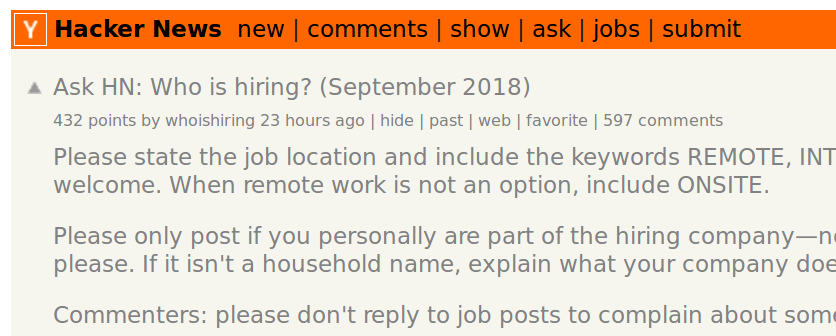 Y Hacker News new | comments | show | ask | jobs | submit
Ask HN: Who is hiring? (September 2018)
432 points by whoishiring 23 hours ago | hide | past | web | favorite | 597 comments
Please state the job location and include the keywords REMOTE, INT
welcome. When remote work is not an option, include ONSITE.
Please only post if you personally are part of the hiring company—n
please. If it isn't a household name, explain what your company doe
Commenters: please don't reply to job posts to complain about som